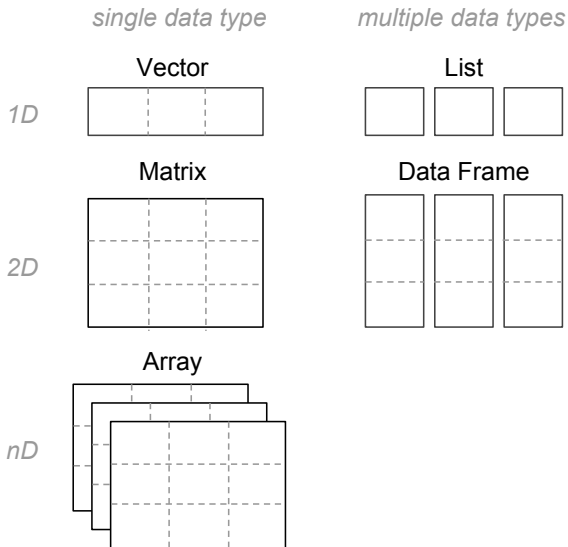 single data type
multiple data types
Vector
List
1D
Matrix
Data Frame
2D
Array
nD